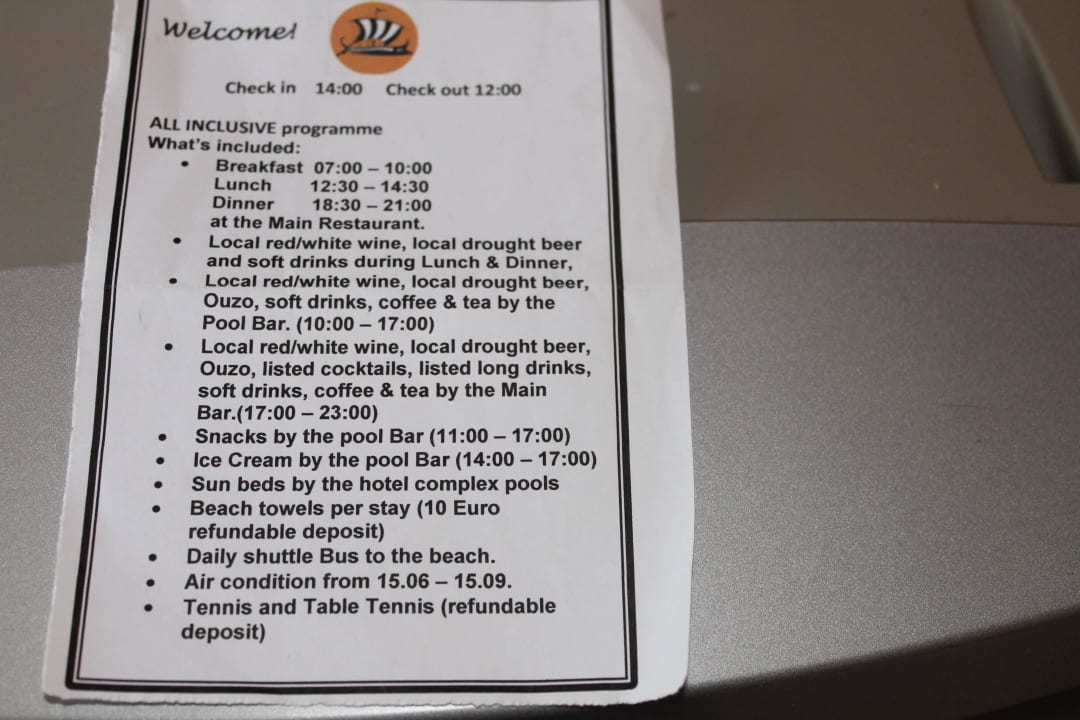 Welcome!
Check in 14:00 Check out 12:00
ALL INCLUSIVE programme
What's included:
• Breakfast 07:00 – 10:00
Lunch 12:30 – 14:30
Dinner 18:30 – 21:00
at the Main Restaurant.
• Local red/white wine, local drought beer
and soft drinks during Lunch & Dinner,
• Local red/white wine, local drought beer,
Ouzo, soft drinks, coffee & tea by the
Pool Bar. (10:00 – 17:00)
• Local red/white wine, local drought beer,
Ouzo, listed cocktails, listed long drinks,
soft drinks, coffee & tea by the Main
Bar.(17:00 – 23:00)
• Snacks by the pool Bar (11:00 – 17:00)
• Ice Cream by the pool Bar (14:00 – 17:00)
• Sun beds by the hotel complex pools
• Beach towels per stay (10 Euro
refundable deposit)
• Daily shuttle Bus to the beach.
• Air condition from 15.06 – 15.09.
• Tennis and Table Tennis (refundable
deposit)